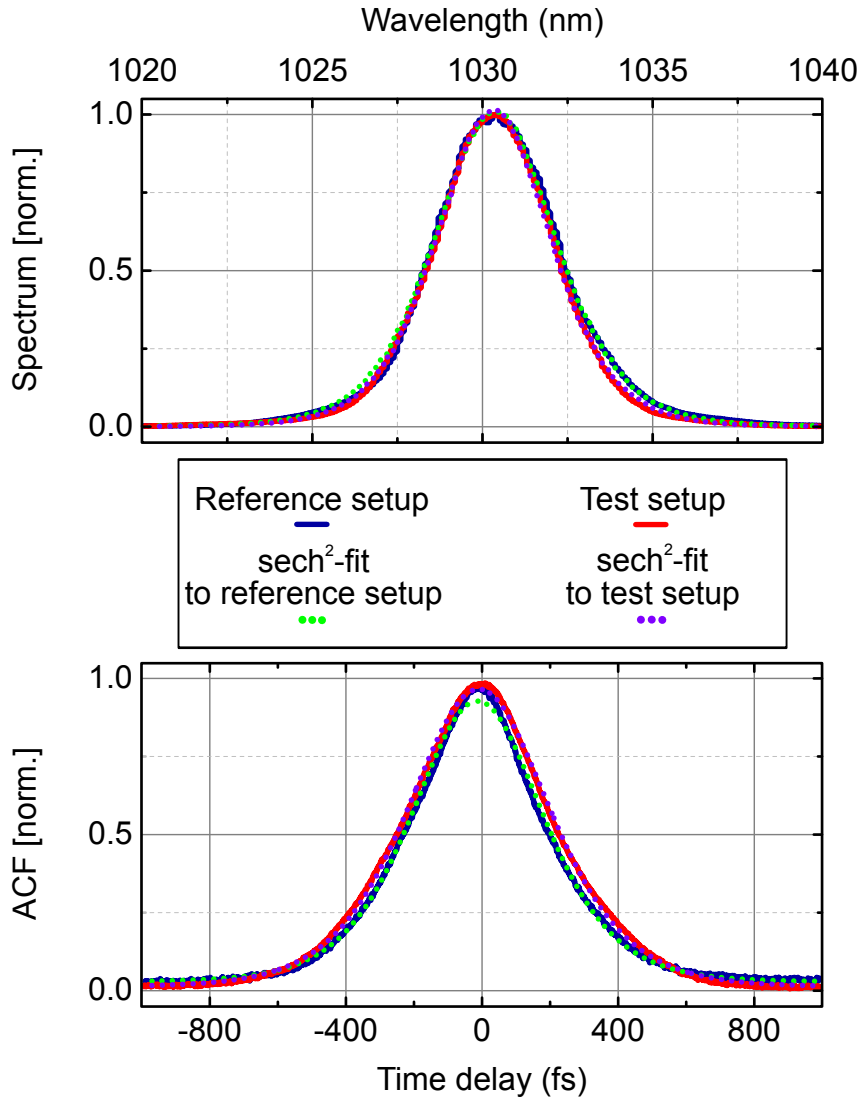 Wavelength (nm)
1020 1025 1030 1035 1040
Spectrum [norm.]
1.0
0.5
0.0
Reference setup Test setup
sech²-fit sech²-fit
to reference setup to test setup
ACF [norm.]
1.0
0.5
0.0
-800 -400 0 400 800
Time delay (fs)